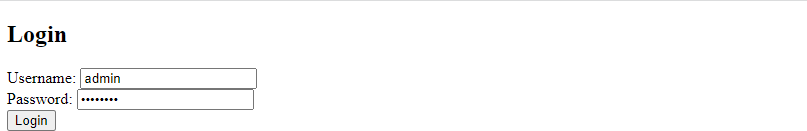 Login
Username: admin
Password: ••••••••
Login